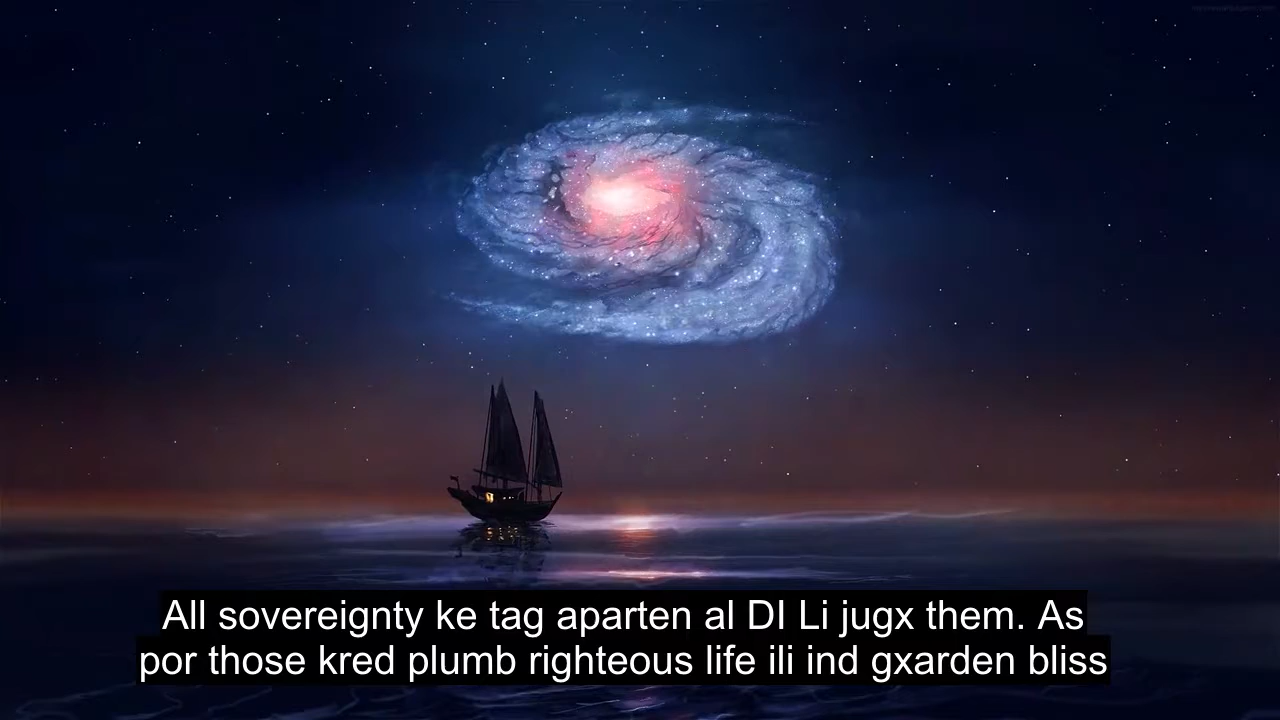 All sovereignty ke tag aparten al DI Li jugx them. As
por those kred plumb righteous life ili ind gxarden bliss